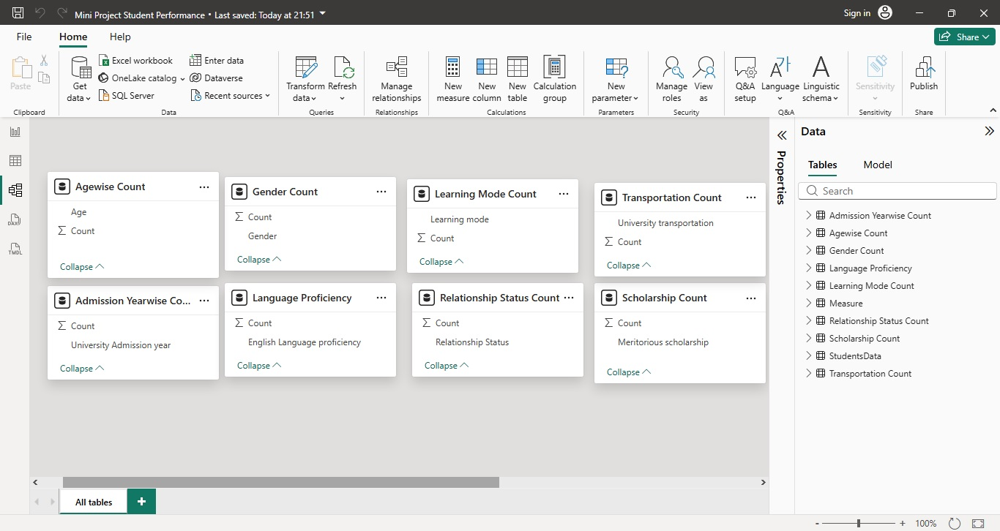 Mini Project Student Performance • Last saved: Today at 21:51
Sign in
File
Home
Help
Share
Paste
Clipboard
Get data
Excel workbook
OneLake catalog
SQL Server
Enter data
Dataverse
Recent sources
Data
Transform data
Refresh
Queries
Manage relationships
Relationships
New measure
New column
New table
Calculation group
Calculations
New parameter
Parameters
Manage roles
View as
Security
Q&A setup
Language
Linguistic schema
Q&A
Sensitivity
Sensitivity
Publish
Share
DAX
TMDL
Agewise Count
Age
Count
Collapse
Gender Count
Count
Gender
Collapse
Learning Mode Count
Learning mode
Count
Collapse
Transportation Count
University transportation
Count
Collapse
Admission Yearwise Co...
Count
University Admission year
Collapse
Language Proficiency
Count
English Language proficiency
Collapse
Relationship Status Count
Count
Relationship Status
Collapse
Scholarship Count
Count
Meritorious scholarship
Collapse
Properties
Data
Tables
Model
Search
Admission Yearwise Count
Agewise Count
Gender Count
Language Proficiency
Learning Mode Count
Measure
Relationship Status Count
Scholarship Count
StudentsData
Transportation Count
All tables
+
- + 100%